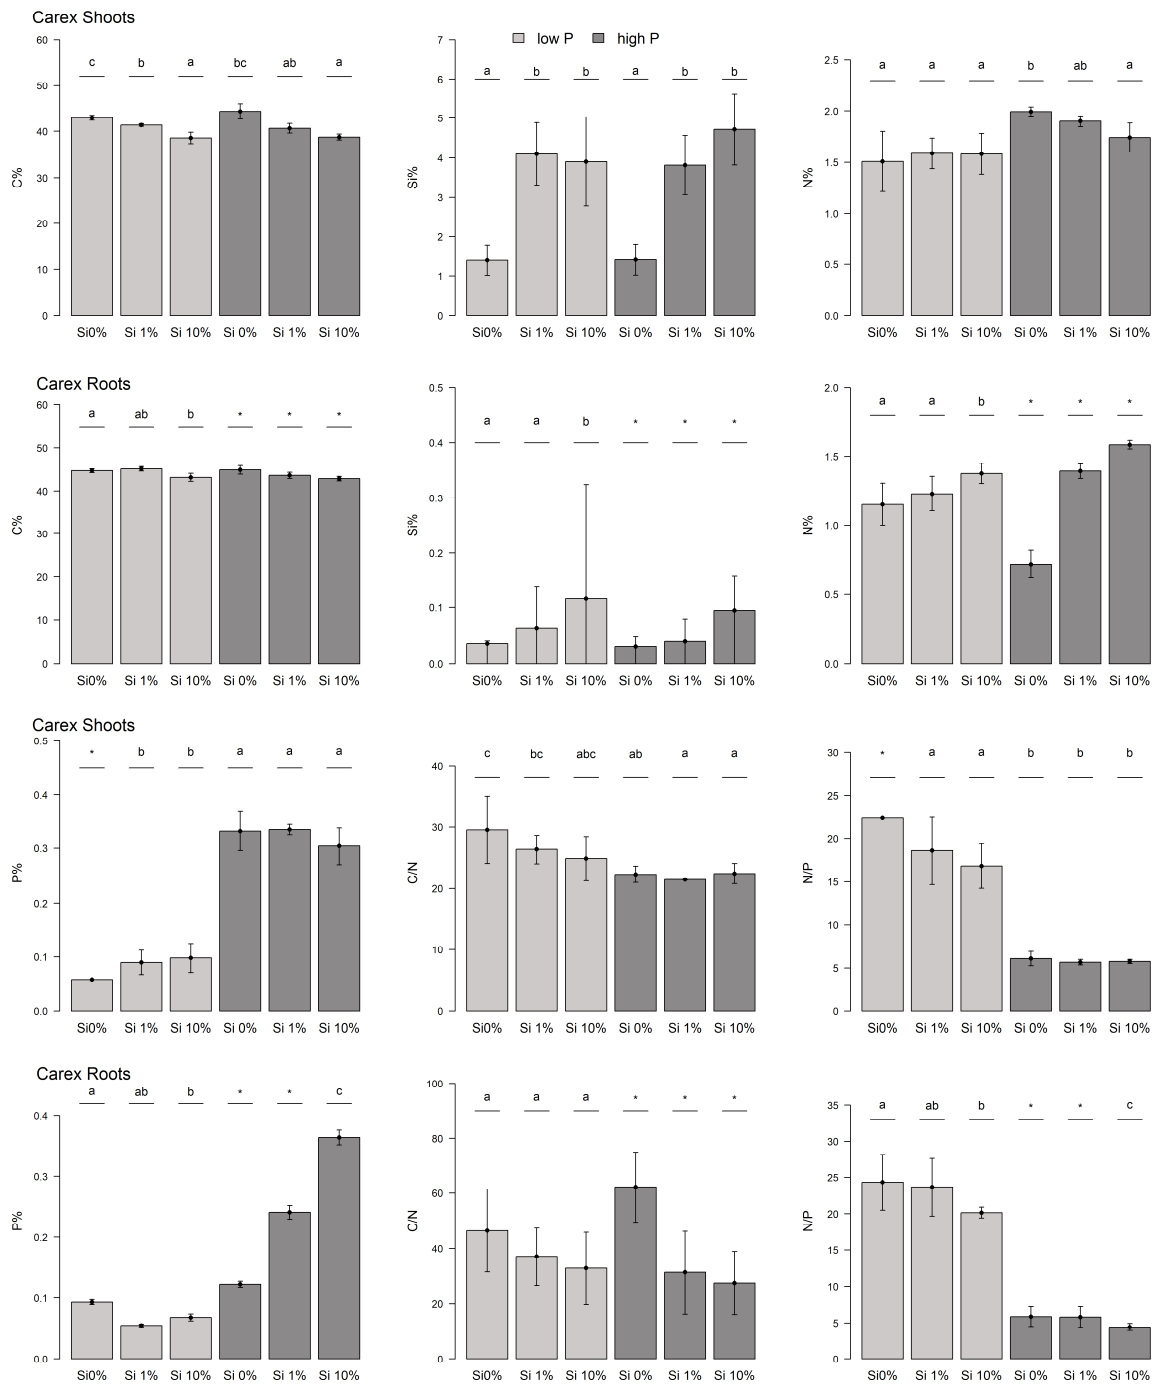 Carex Shoots
low P high P
60
50
40
30
20
10
0
C%
c b a bc ab a
Si0% Si 1% Si 10% Si 0% Si 1% Si 10%
7
6
5
4
3
2
1
0
Si%
a b b a b b
Si0% Si 1% Si 10% Si 0% Si 1% Si 10%
2.5
2.0
1.5
1.0
0.5
0.0
N%
a a a b ab a
Si0% Si 1% Si 10% Si 0% Si 1% Si 10%
Carex Roots
60
50
40
30
20
10
0
C%
a ab b * * *
Si0% Si 1% Si 10% Si 0% Si 1% Si 10%
0.5
0.4
0.3
0.2
0.1
0.0
Si%
a a b * * *
Si0% Si 1% Si 10% Si 0% Si 1% Si 10%
2.0
1.5
1.0
0.5
0.0
N%
a a b * * *
Si0% Si 1% Si 10% Si 0% Si 1% Si 10%
Carex Shoots
0.5
0.4
0.3
0.2
0.1
0.0
P%
* b b a a a
Si0% Si 1% Si 10% Si 0% Si 1% Si 10%
40
30
20
10
0
C/N
c bc abc ab a a
Si0% Si 1% Si 10% Si 0% Si 1% Si 10%
30
25
20
15
10
5
0
N/P
* a a b b b
Si0% Si 1% Si 10% Si 0% Si 1% Si 10%
Carex Roots
0.4
0.3
0.2
0.1
0.0
P%
a ab b * * c
Si0% Si 1% Si 10% Si 0% Si 1% Si 10%
100
80
60
40
20
0
C/N
a a a * * *
Si0% Si 1% Si 10% Si 0% Si 1% Si 10%
35
30
25
20
15
10
5
0
N/P
a ab b * * c
Si0% Si 1% Si 10% Si 0% Si 1% Si 10%